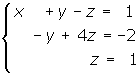 x + y - z = 1
- y + 4z = -2
z = 1